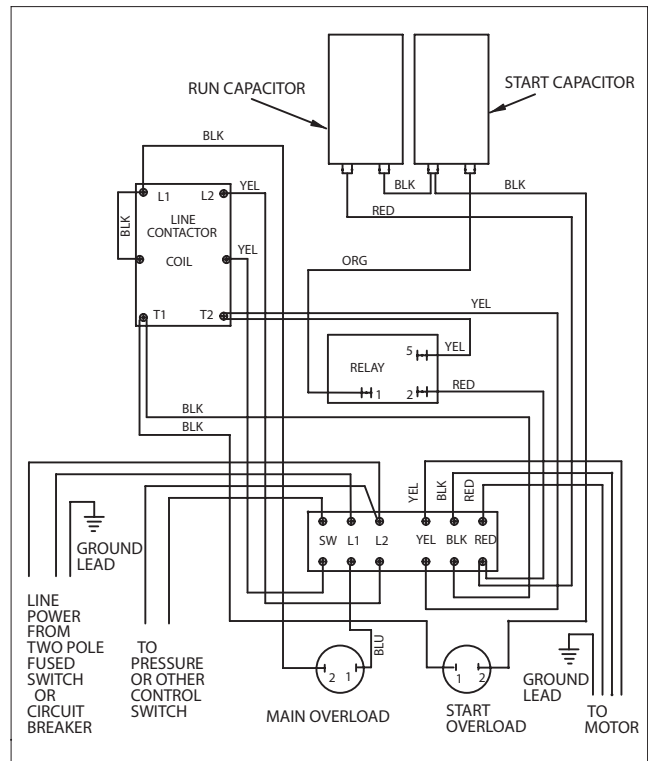 RUN CAPACITOR
START CAPACITOR
BLK
BLK
BLK
RED
L1
L2
YEL
LINE
CONTACTOR
BLK
YEL
COIL
ORG
T1
T2
YEL
5
YEL
RELAY
1
2
RED
BLK
BLK
YEL
BLK
RED
SW
L1
L2
YEL
BLK
RED
GROUND
LEAD
LINE
POWER
FROM
TWO POLE
FUSED
SWITCH
OR
CIRCUIT
BREAKER
TO
PRESSURE
OR OTHER
CONTROL
SWITCH
BLU
2
1
MAIN OVERLOAD
1
2
START
OVERLOAD
GROUND
LEAD
TO
MOTOR